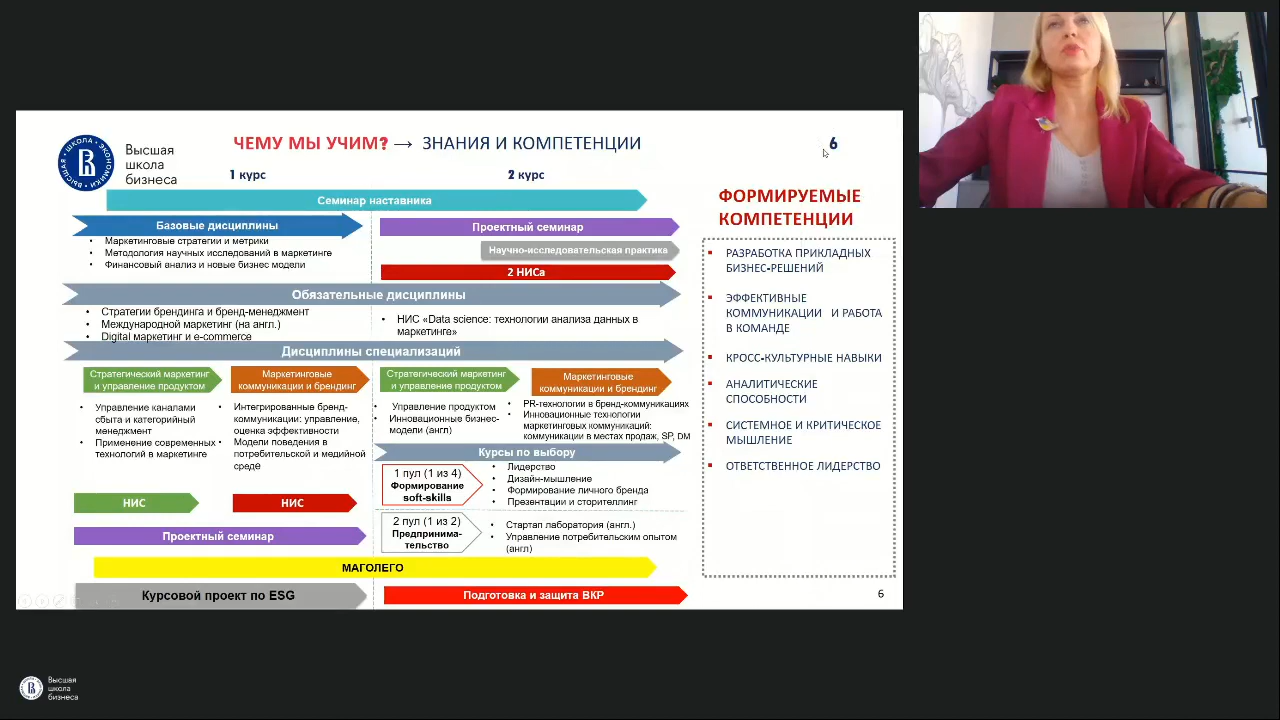 ВЫСШАЯ ШКОЛА ЭКОНОМИКИ
Высшая
школа
бизнеса
ЧЕМУ МЫ УЧИМ? → ЗНАНИЯ И КОМПЕТЕНЦИИ
6
1 курс
2 курс
Семинар наставника
Базовые дисциплины
• Маркетинговые стратегии и метрики
• Методология научных исследований в маркетинге
• Финансовый анализ и новые бизнес модели
Проектный семинар
Научно-исследовательская практика
2 НИСа
Обязательные дисциплины
• Стратегии брендинга и бренд-менеджмент
• Международной маркетинг (на англ.)
• Digital маркетинг и e-commerce
• НИС «Data science: технологии анализа данных в
маркетинге»
Дисциплины специализаций
Стратегический маркетинг
и управление продуктом
Маркетинговые
коммуникации и брендинг
Стратегический маркетинг
и управление продуктом
Маркетинговые
коммуникации и брендинг
• Управление каналами
сбыта и категорийный
менеджмент
• Применение современных
технологий в маркетинге
• Интегрированные бренд-
коммуникации: управление,
оценка эффективности
• Модели поведения в
потребительской и медийной
среде
• Управление продуктом
• Инновационные бизнес-
модели (англ)
• PR-технологии в бренд-коммуникациях
• Инновационные технологии
маркетинговых коммуникаций:
коммуникации в местах продаж, SP, DM
Курсы по выбору
1 пул (1 из 4)
Формирование
soft-skills
• Лидерство
• Дизайн-мышление
• Формирование личного бренда
• Презентации и сторителлинг
НИС
НИС
2 пул (1 из 2)
Предпринима-
тельство
• Стартап лаборатория (англ.)
• Управление потребительским опытом
(англ)
Проектный семинар
МАГОЛЕГО
Курсовой проект по ESG
Подготовка и защита ВКР
ФОРМИРУЕМЫЕ
КОМПЕТЕНЦИИ
РАЗРАБОТКА ПРИКЛАДНЫХ
БИЗНЕС-РЕШЕНИЙ
ЭФФЕКТИВНЫЕ
КОММУНИКАЦИИ И РАБОТА
В КОМАНДЕ
КРОСС-КУЛЬТУРНЫЕ НАВЫКИ
АНАЛИТИЧЕСКИЕ
СПОСОБНОСТИ
СИСТЕМНОЕ И КРИТИЧЕСКОЕ
МЫШЛЕНИЕ
ОТВЕТСТВЕННОЕ ЛИДЕРСТВО
6
Высшая
школа
бизнеса